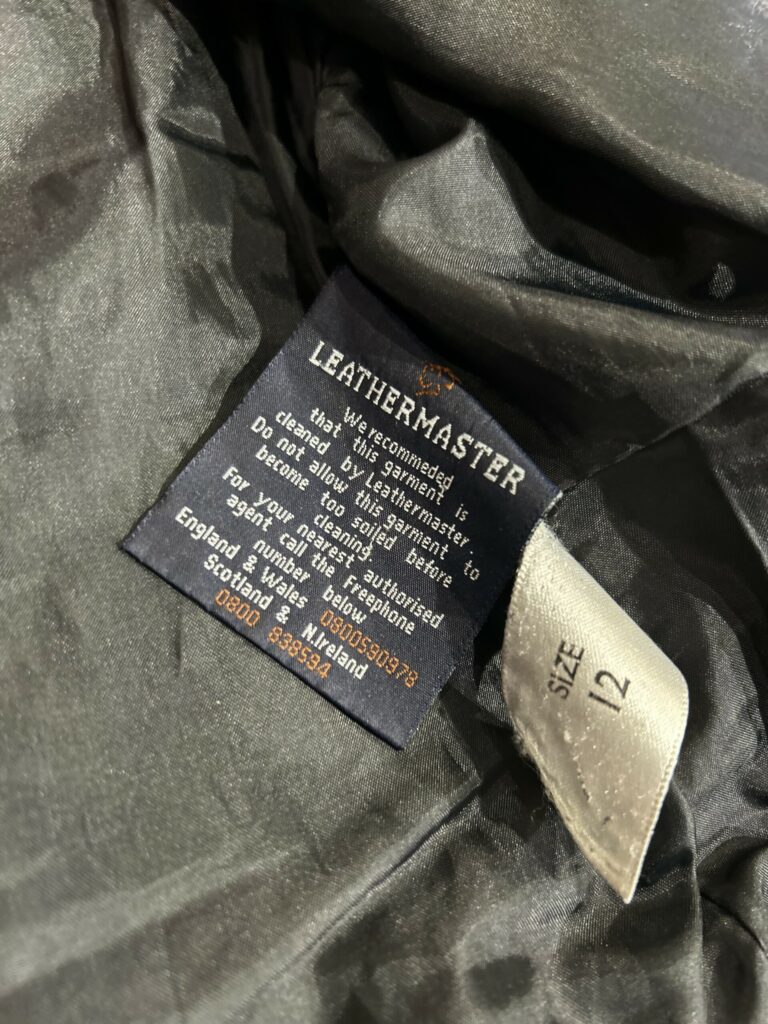 LEATHERMASTER
We recommeded
that this garment is
cleaned by Leathermaster.
Do not allow this garment to
become too soiled before
cleaning
For your nearest authorised
agent call the Freephone
number below
England & Wales 0800590978
Scotland & N.Ireland
0800 838594
SiZE
12